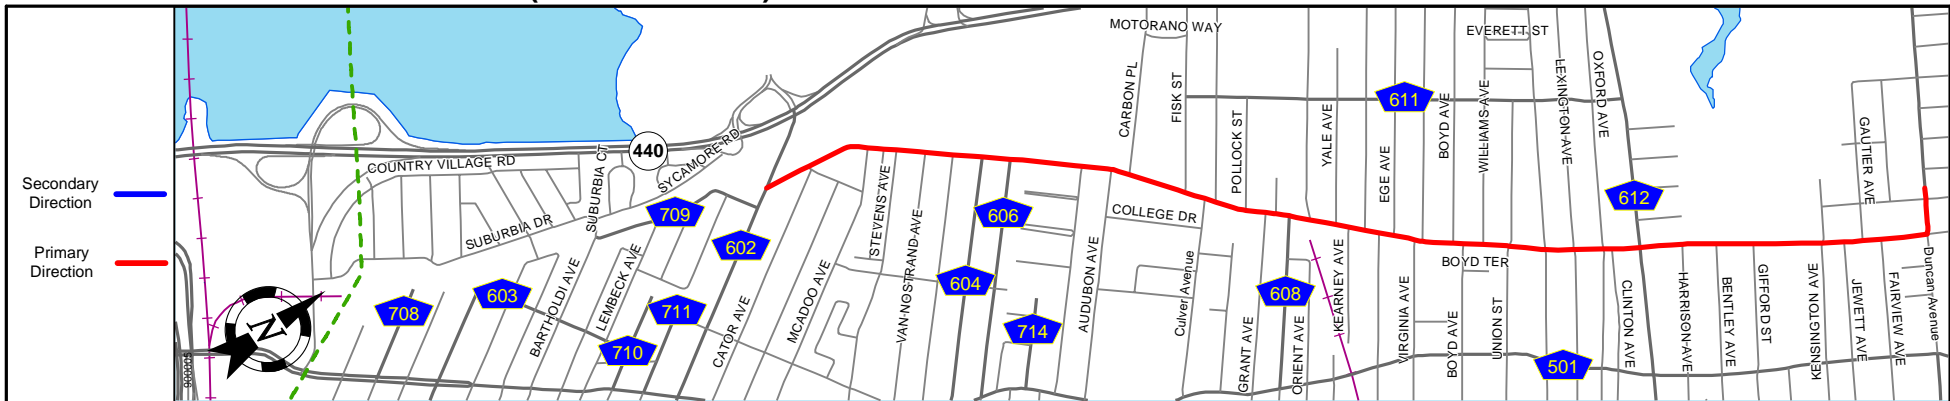 Secondary
Direction
Primary
Direction
COUNTRY VILLAGE RD
SUBURBIA DR
SUBURBIA CT
440
SYCAMORE RD
709
602
603
708
BARTHOLDI AVE
LEMBECK AVE
710
711
CATOR AVE
MCADOO AVE
STEVENS AVE
VAN NOSTRAND AVE
604
606
714
AUDUBON AVE
COLLEGE DR
Culver Avenue
MOTORANO WAY
CARBON PL
FISK ST
POLLOCK ST
GRANT AVE
608
ORIENT AVE
KEARNEY AVE
YALE AVE
EGE AVE
611
BOYD AVE
WILLIAMS AVE
EVERETT ST
LEXINGTON AVE
OXFORD AVE
612
VIRGINIA AVE
BOYD TER
BOYD AVE
UNION ST
501
CLINTON AVE
HARRISON AVE
BENTLEY AVE
GIFFORD ST
KENSINGTON AVE
JEWETT AVE
FAIRVIEW AVE
GAUTIER AVE
Duncan Avenue
N